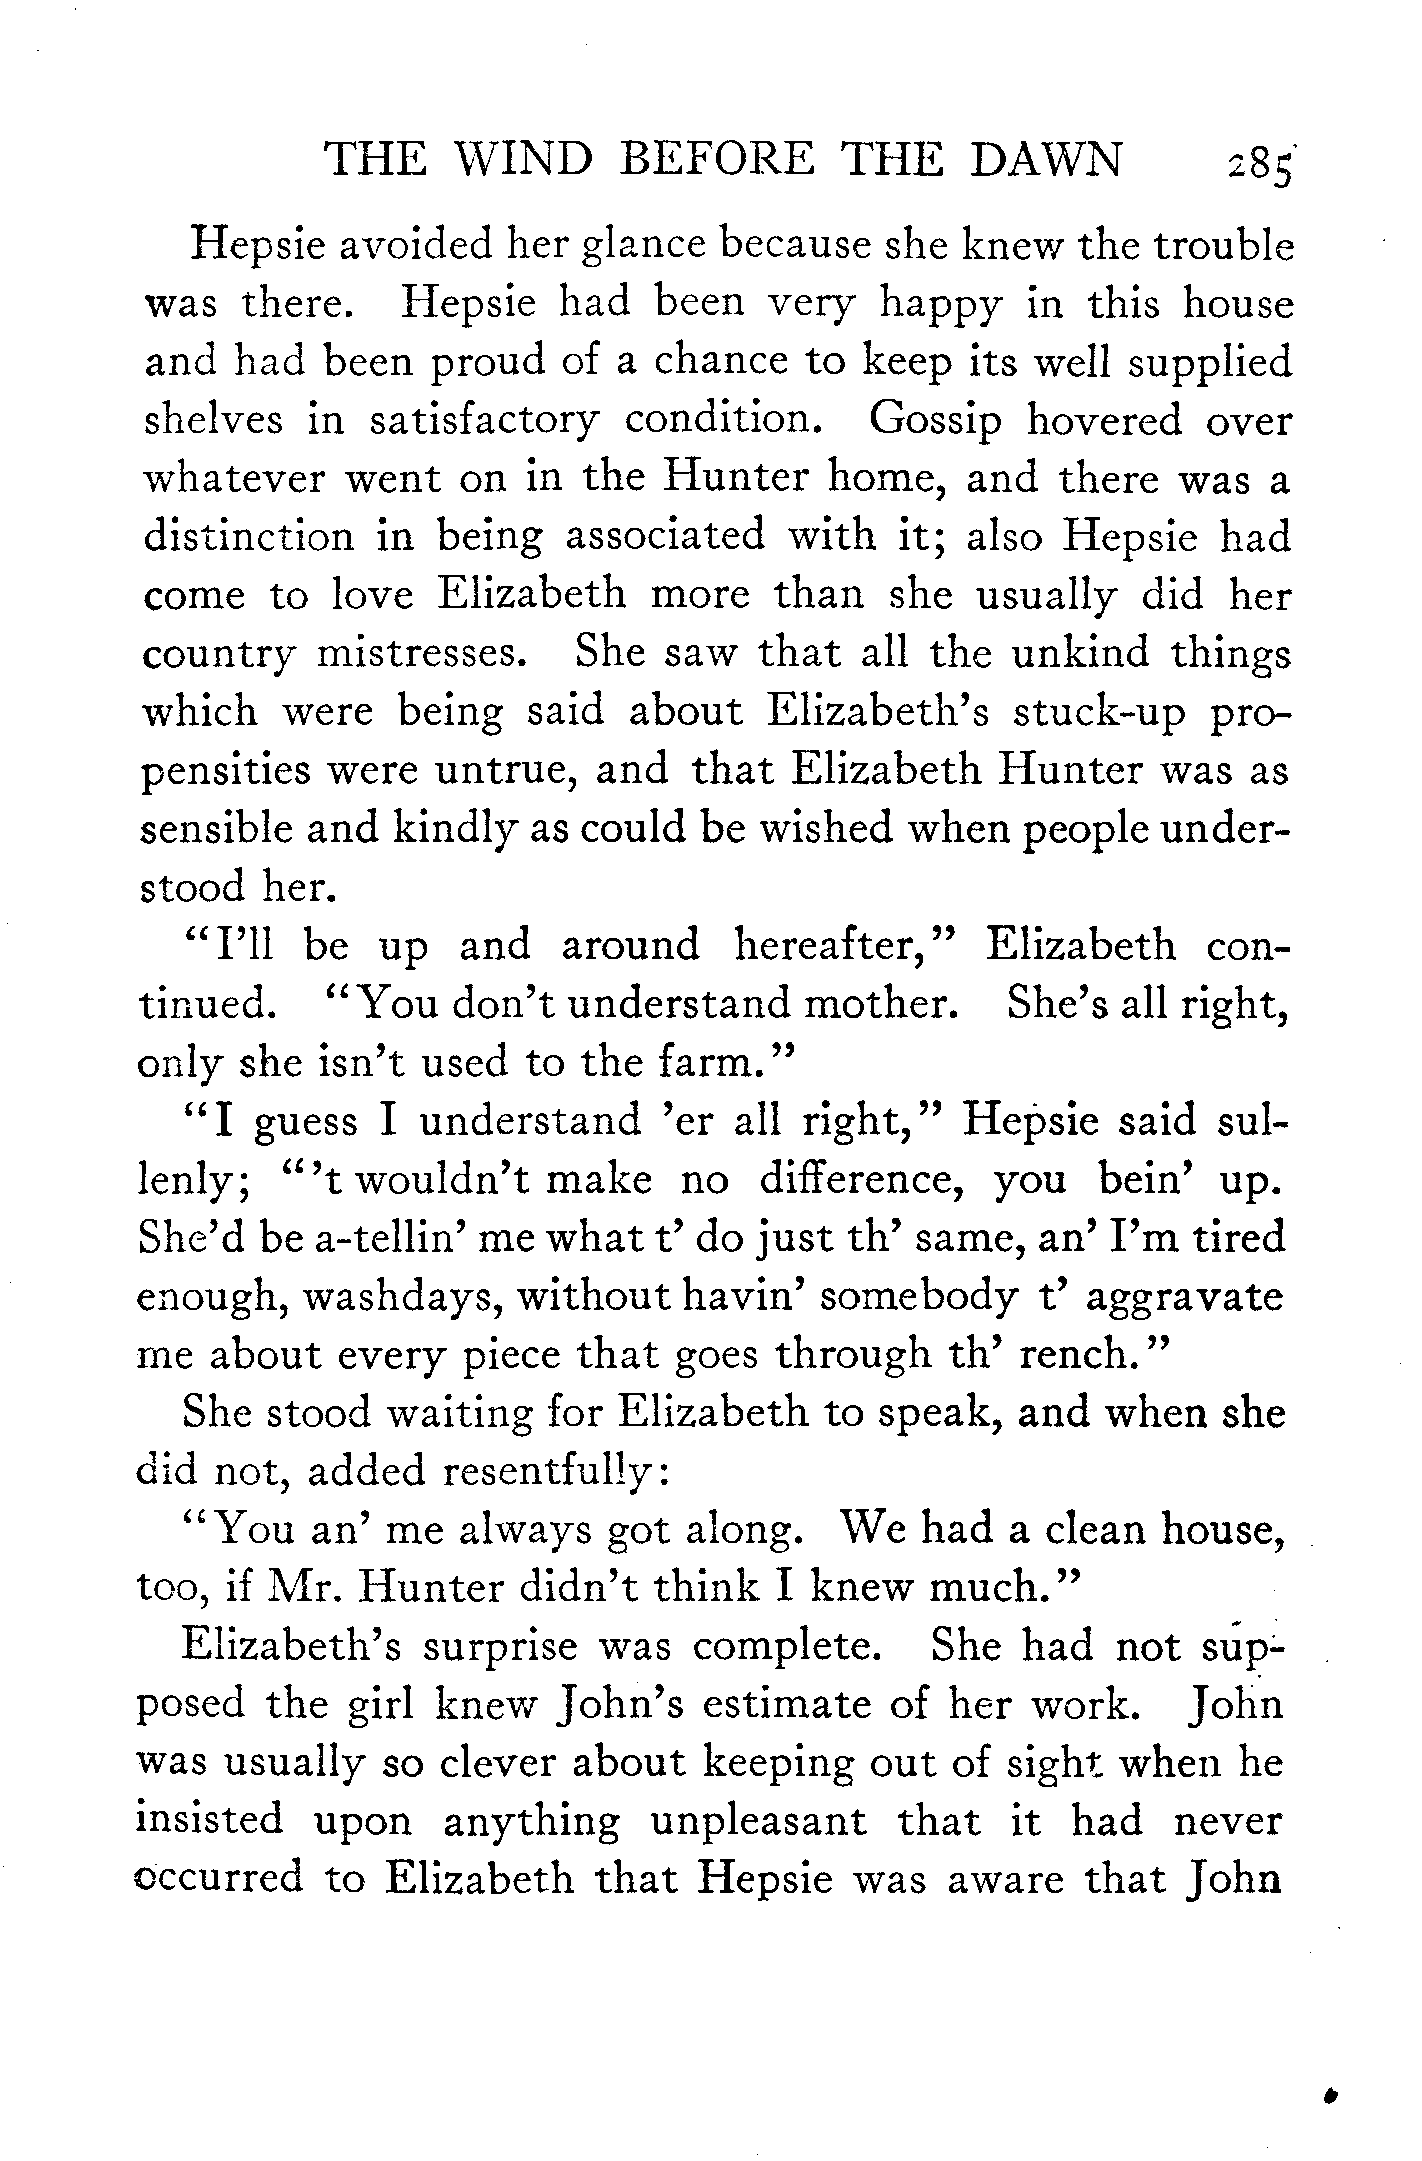 THE WIND BEFORE THE DAWN 285
Hepsie avoided her glance because she knew the trouble
was there. Hepsie had been very happy in this house
and had been proud of a chance to keep its well supplied
shelves in satisfactory condition. Gossip hovered over
whatever went on in the Hunter home, and there was a
distinction in being associated with it; also Hepsie had
come to love Elizabeth more than she usually did her
country mistresses. She saw that all the unkind things
which were being said about Elizabeth's stuck-up pro-
pensities were untrue, and that Elizabeth Hunter was as
sensible and kindly as could be wished when people under-
stood her.
"I'll be up and around hereafter," Elizabeth con-
tinued. "You don't understand mother. She's all right,
only she isn't used to the farm."
"I guess I understand 'er all right," Hepsie said sul-
lenly; "'t wouldn't make no difference, you bein' up.
She'd be a-tellin' me what t' do just th' same, an' I'm tired
enough, washdays, without havin' somebody t' aggravate
me about every piece that goes through th' rench."
She stood waiting for Elizabeth to speak, and when she
did not, added resentfully:
"You an' me always got along. We had a clean house,
too, if Mr. Hunter didn't think I knew much."
Elizabeth's surprise was complete. She had not sup-
posed the girl knew John's estimate of her work. John
was usually so clever about keeping out of sight when he
insisted upon anything unpleasant that it had never
occurred to Elizabeth that Hepsie was aware that John